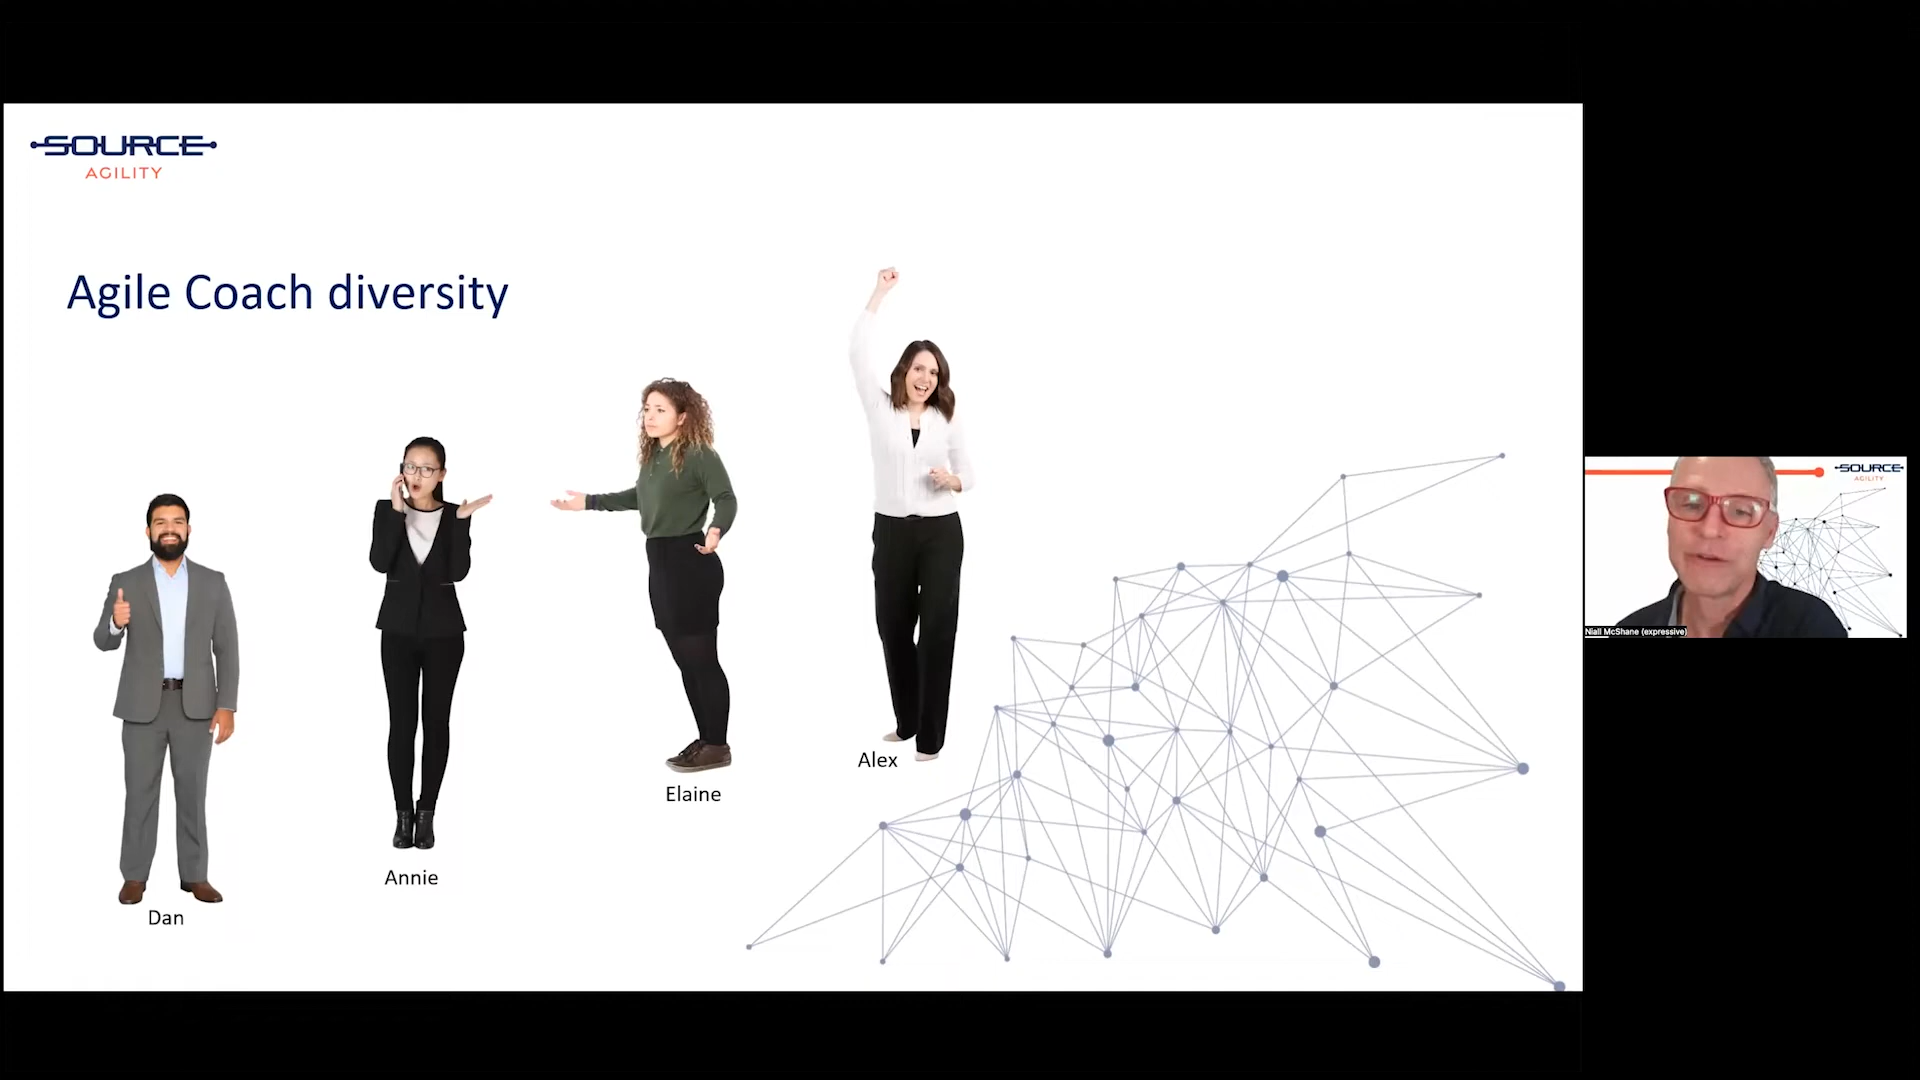 SOURCE
AGILITY
Agile Coach diversity
Dan
Annie
Elaine
Alex
SOURCE
AGILITY
Niall McShane (expressive)